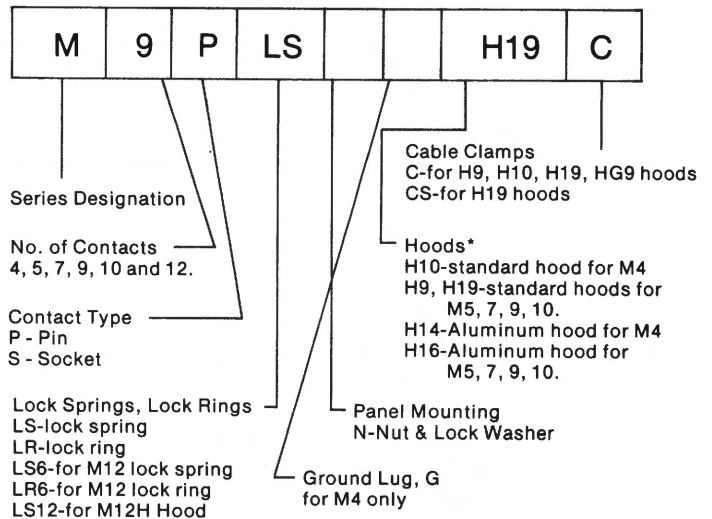 M 9 P LS H19 C
Series Designation
No. of Contacts
4, 5, 7, 9, 10 and 12.
Contact Type
P - Pin
S - Socket
Lock Springs, Lock Rings
LS-lock spring
LR-lock ring
LS6-for M12 lock spring
LR6-for M12 lock ring
LS12-for M12H Hood
Cable Clamps
C-for H9, H10, H19, HG9 hoods
CS-for H19 hoods
Hoods*
H10-standard hood for M4
H9, H19-standard hoods for
M5, 7, 9, 10.
H14-Aluminum hood for M4
H16-Aluminum hood for
M5, 7, 9, 10.
Panel Mounting
N-Nut & Lock Washer
Ground Lug, G
for M4 only